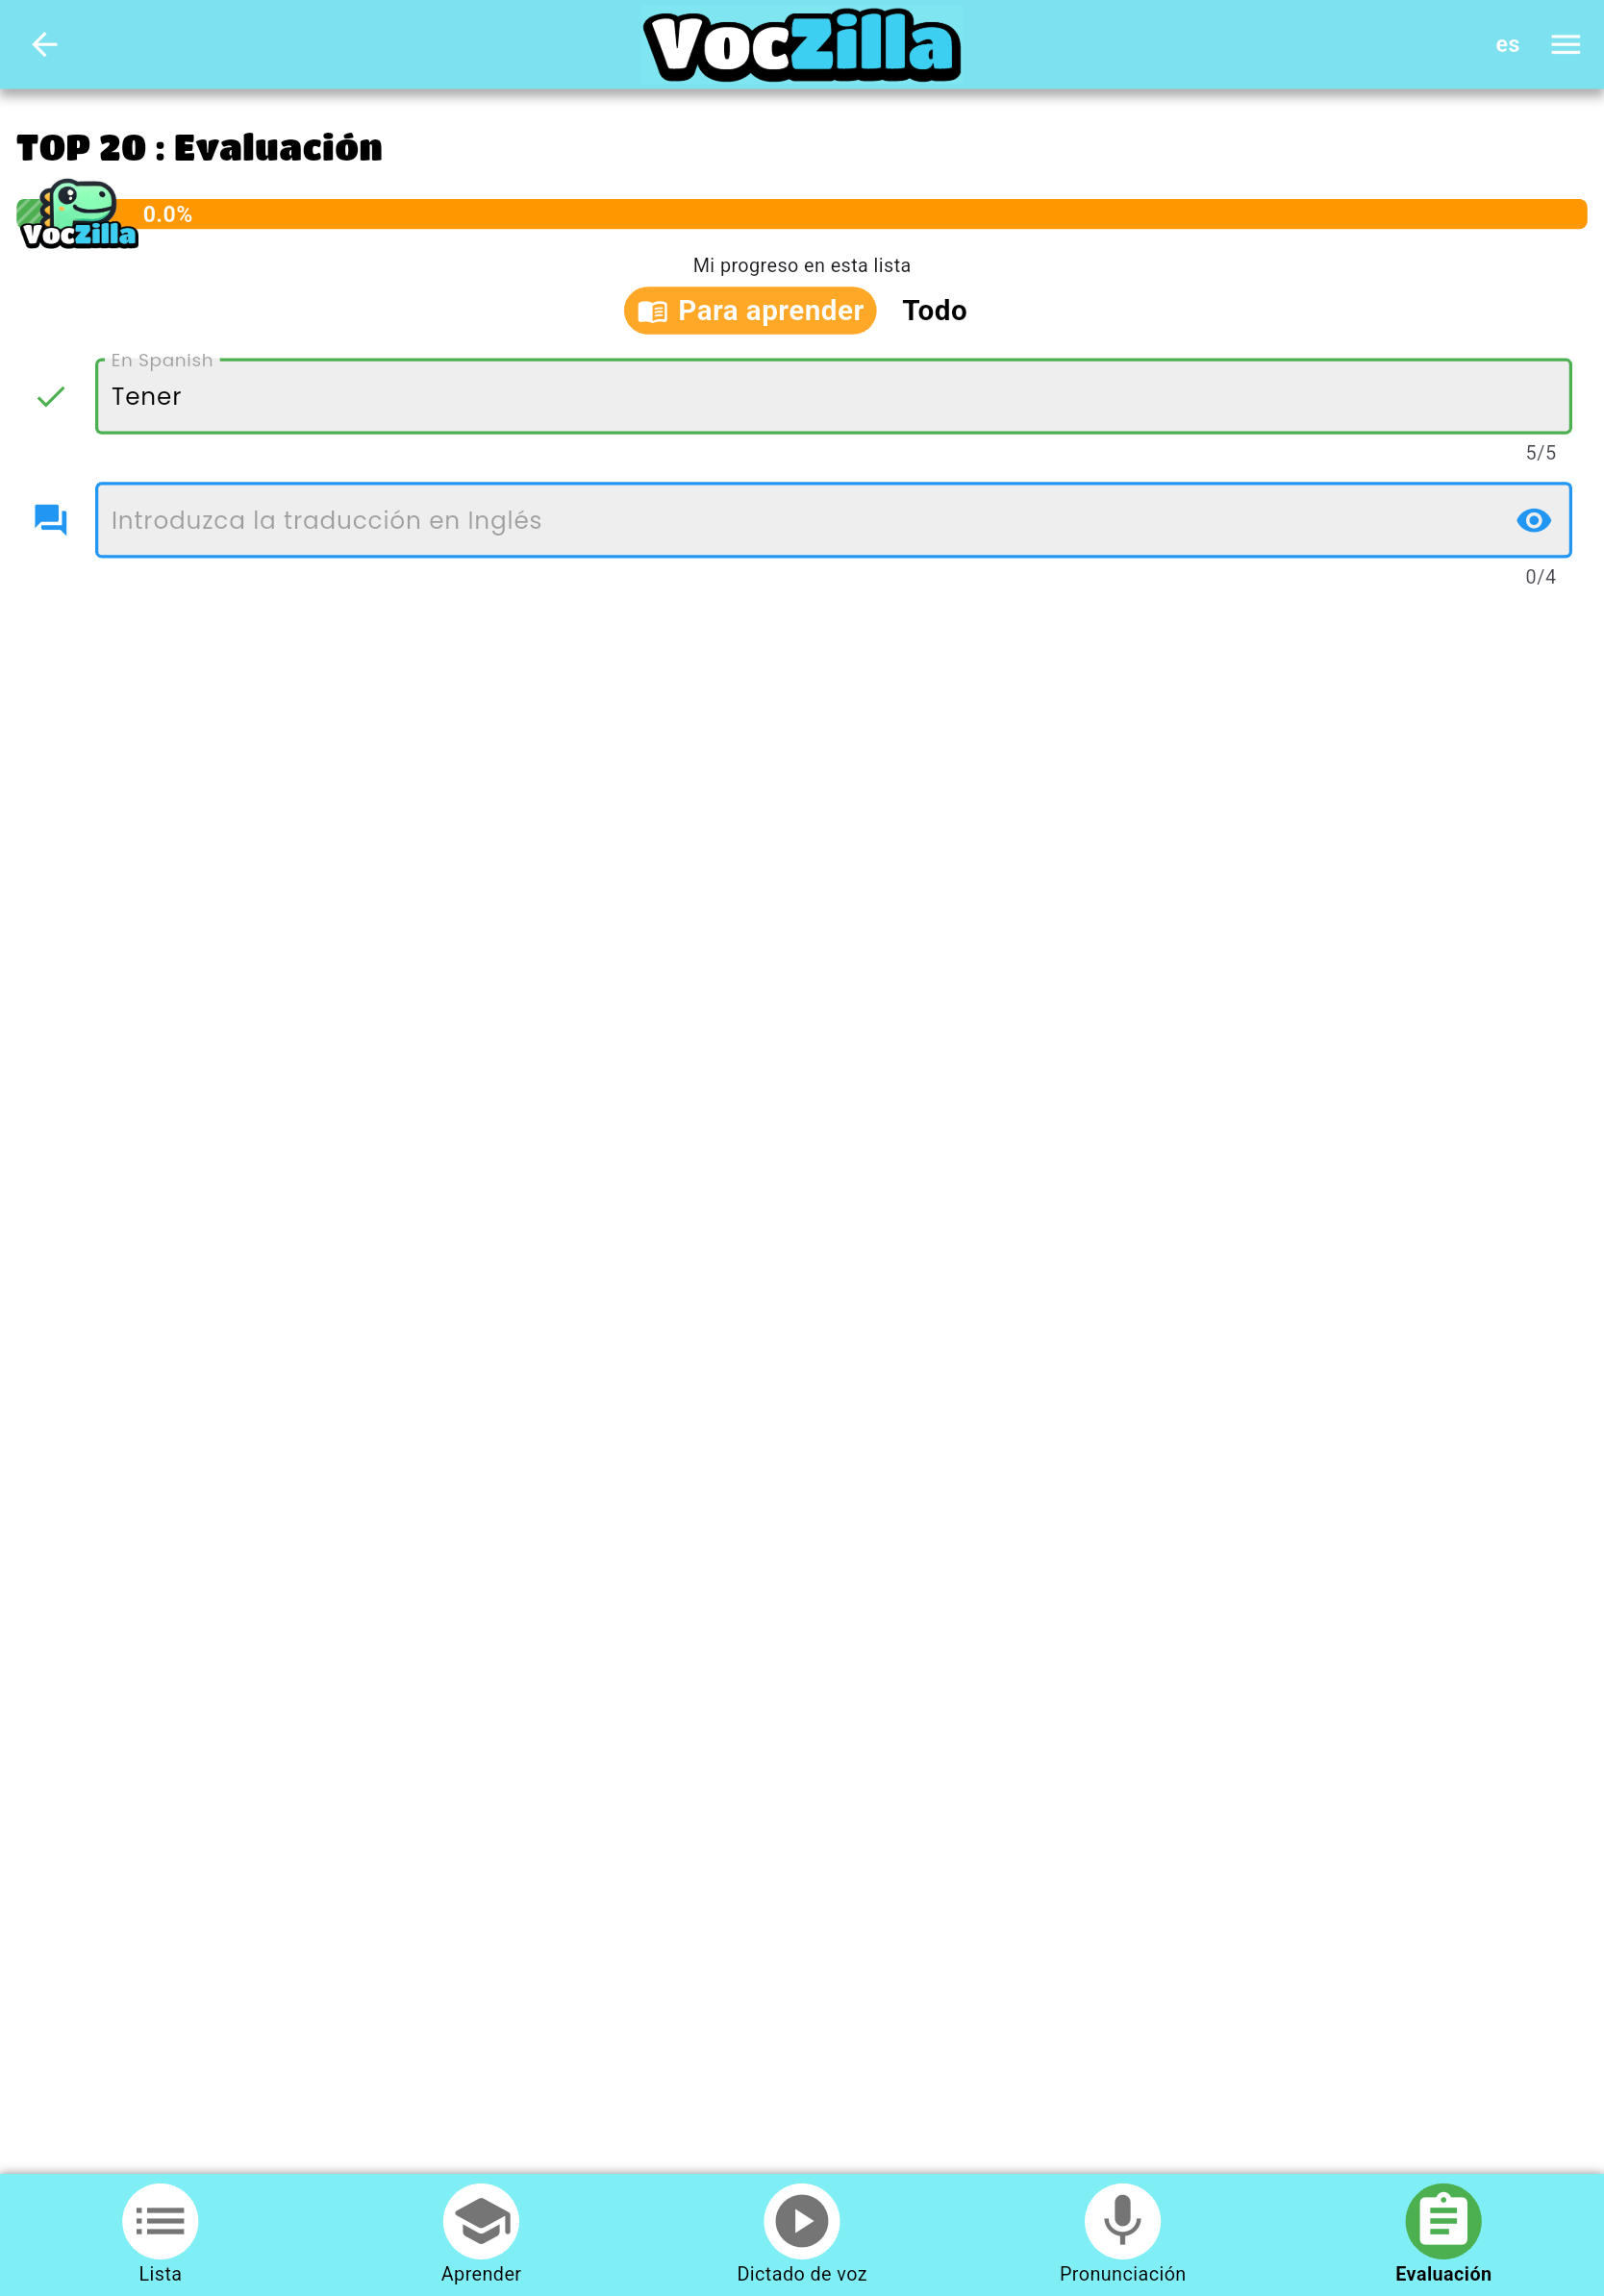 VocZilla
es
TOP 20 : Evaluación
VocZilla
0.0%
Mi progreso en esta lista
Para aprender
Todo
En Spanish
Tener
5/5
Introduzca la traducción en Inglés
0/4
Lista
Aprender
Dictado de voz
Pronunciación
Evaluación